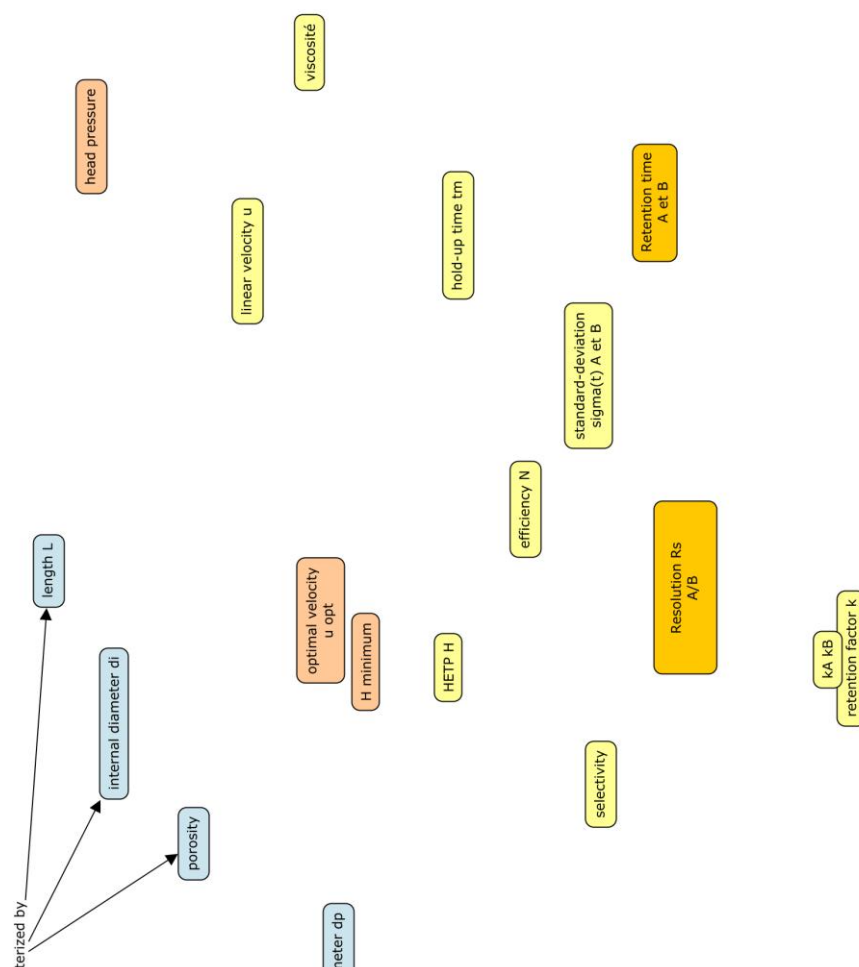 viscosité
head pressure
linear velocity u
hold-up time tm
Retention time
A et B
standard-deviation
sigma(t) A et B
efficiency N
length L
optimal velocity
u opt
H minimum
HETP H
Resolution Rs
A/B
kA kB
retention factor k
internal diameter di
selectivity
porosity
terized by
meter dp